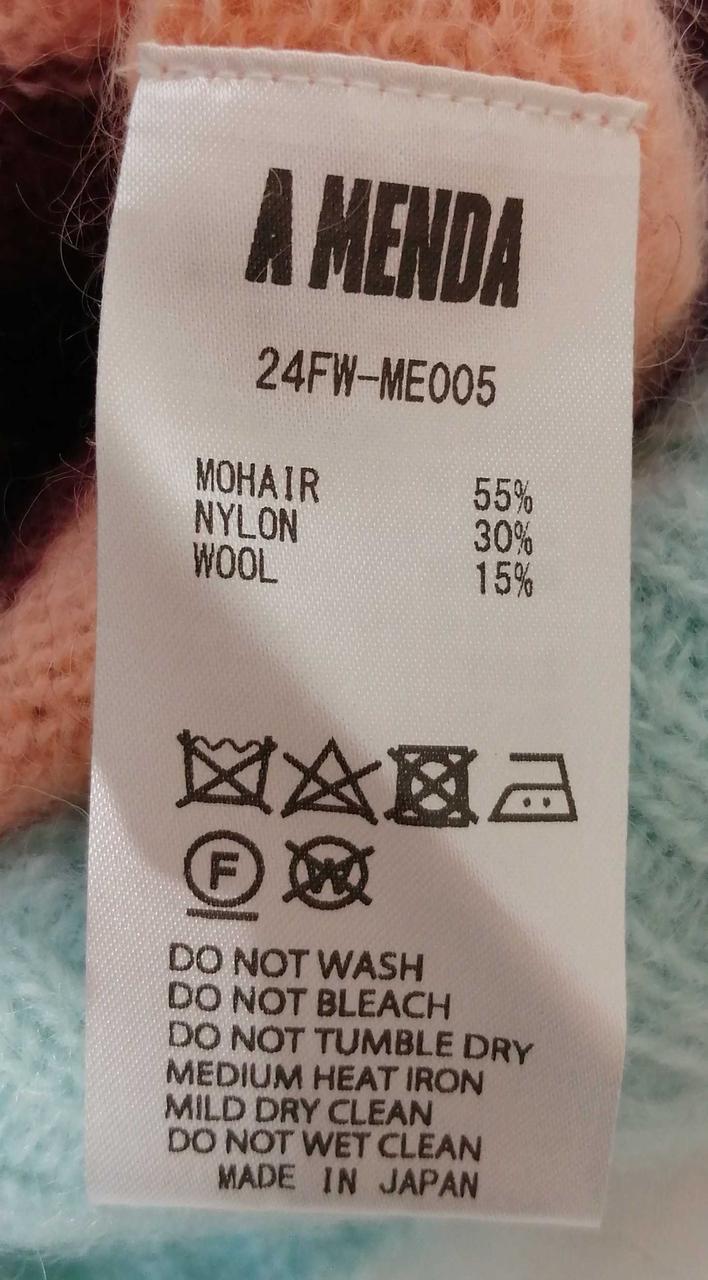 A MENDA
24FW-ME005
MOHAIR 55%
NYLON 30%
WOOL 15%
F W
DO NOT WASH
DO NOT BLEACH
DO NOT TUMBLE DRY
MEDIUM HEAT IRON
MILD DRY CLEAN
DO NOT WET CLEAN
MADE IN JAPAN